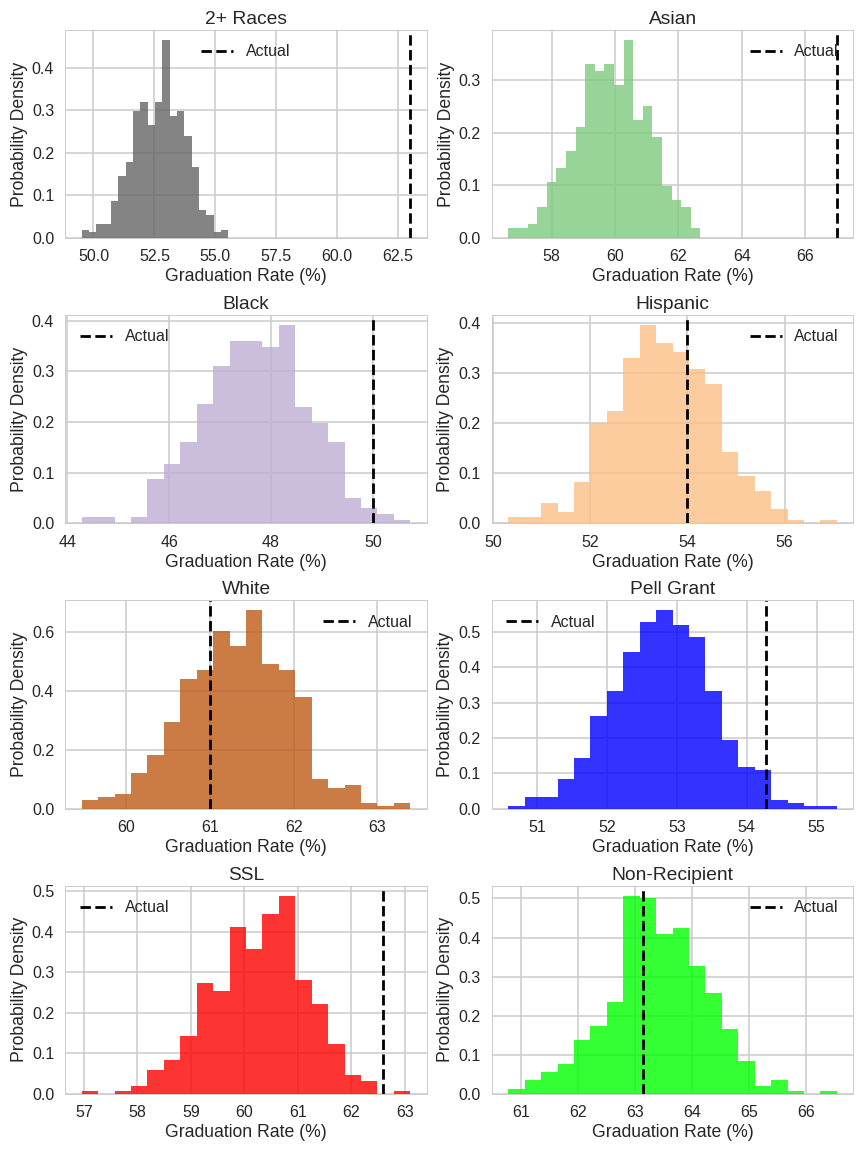 2+ Races
Probability Density
0.4
0.3
0.2
0.1
0.0
Actual
50.0 52.5 55.0 57.5 60.0 62.5
Graduation Rate (%)
Asian
Probability Density
0.3
0.2
0.1
0.0
Actual
58 60 62 64 66
Graduation Rate (%)
Black
Probability Density
0.4
0.3
0.2
0.1
0.0
Actual
44 46 48 50
Graduation Rate (%)
Hispanic
Probability Density
0.4
0.3
0.2
0.1
0.0
Actual
50 52 54 56
Graduation Rate (%)
White
Probability Density
0.6
0.4
0.2
0.0
Actual
60 61 62 63
Graduation Rate (%)
Pell Grant
Probability Density
0.5
0.4
0.3
0.2
0.1
0.0
Actual
51 52 53 54 55
Graduation Rate (%)
SSL
Probability Density
0.5
0.4
0.3
0.2
0.1
0.0
Actual
57 58 59 60 61 62 63
Graduation Rate (%)
Non-Recipient
Probability Density
0.5
0.4
0.3
0.2
0.1
0.0
Actual
61 62 63 64 65 66
Graduation Rate (%)